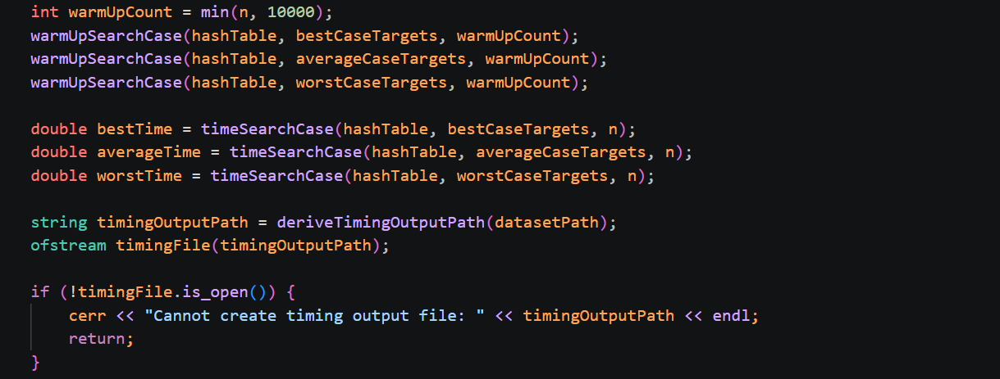 int warmUpCount = min(n, 10000);
warmUpSearchCase(hashTable, bestCaseTargets, warmUpCount);
warmUpSearchCase(hashTable, averageCaseTargets, warmUpCount);
warmUpSearchCase(hashTable, worstCaseTargets, warmUpCount);
double bestTime = timeSearchCase(hashTable, bestCaseTargets, n);
double averageTime = timeSearchCase(hashTable, averageCaseTargets, n);
double worstTime = timeSearchCase(hashTable, worstCaseTargets, n);
string timingOutputPath = deriveTimingOutputPath(datasetPath);
ofstream timingFile(timingOutputPath);
if (!timingFile.is_open()) {
    cerr << "Cannot create timing output file: " << timingOutputPath << endl;
    return;
}